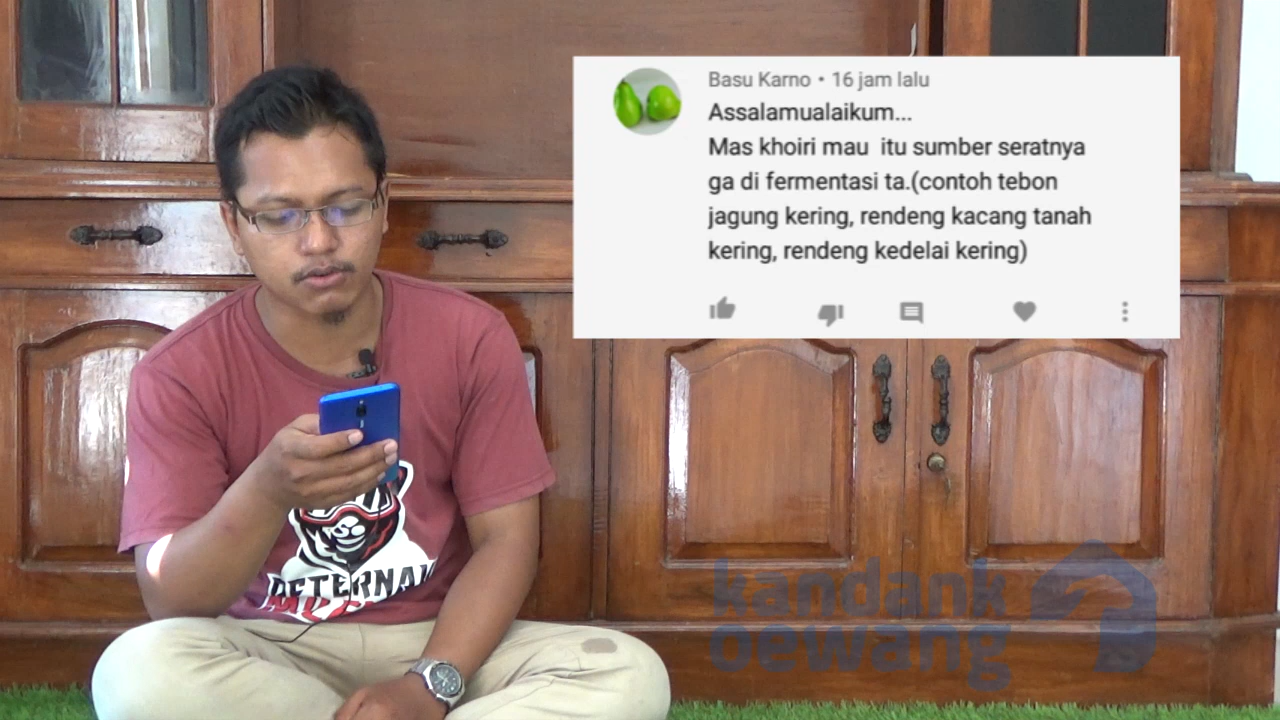 Basu Karno • 16 jam lalu
Assalamualaikum...
Mas khoiri mau  itu sumber seratnya
ga di fermentasi ta.(contoh tebon
jagung kering, rendeng kacang tanah
kering, rendeng kedelai kering)
kandank
oewang